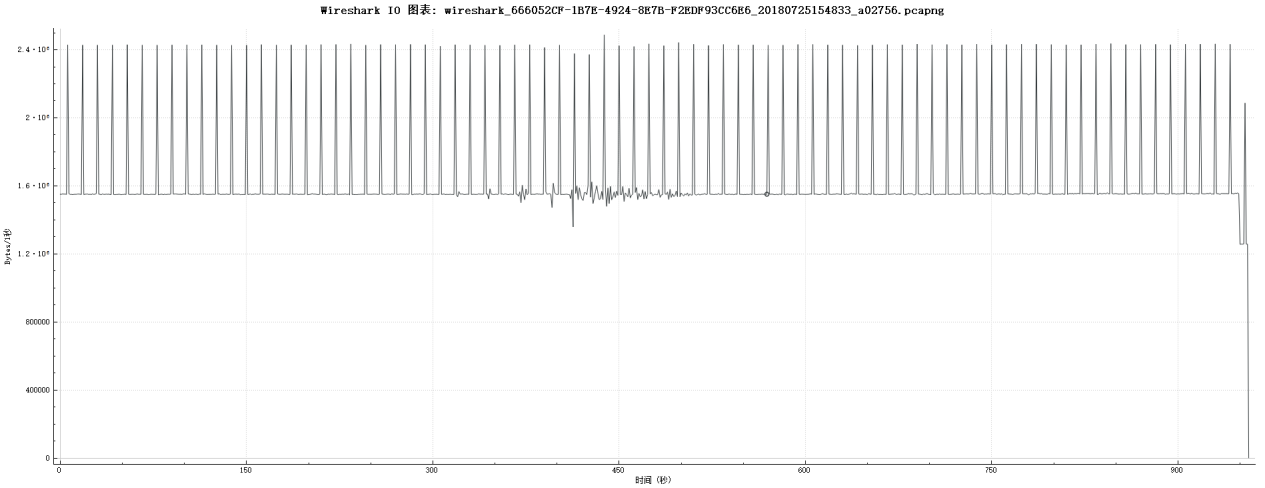 Wireshark IO 图表: wireshark_666052CF-1B7E-4924-8E7B-F2EDF93CC6E6_20180725154833_a02756.pcapng
2.4·10⁶
2·10⁶
1.6·10⁶
Bytes/1秒
1.2·10⁶
800000
400000
0
0 150 300 450 600 750 900
时间 (秒)